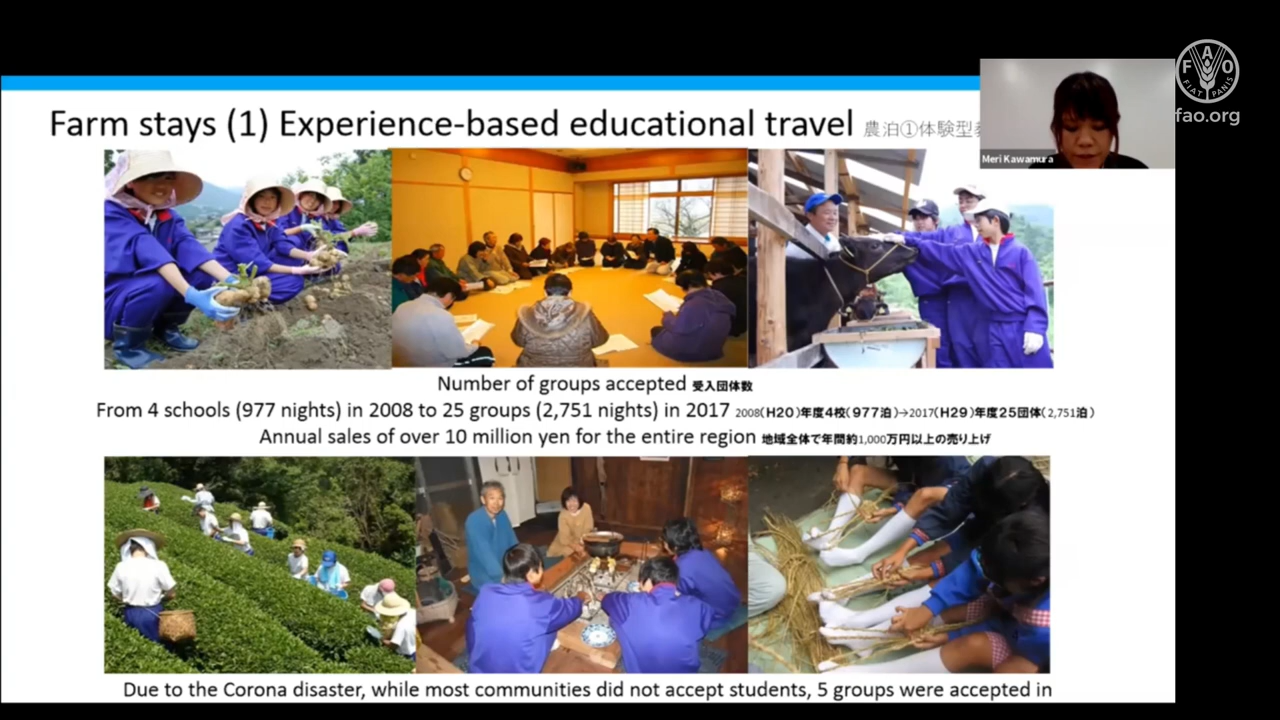 Farm stays (1) Experience-based educational travel 農泊①体験型
Meri Kawamura
FAO
FIAT PANIS
fao.org
Number of groups accepted 受入団体数
From 4 schools (977 nights) in 2008 to 25 groups (2,751 nights) in 2017 2008(H20)年度4校(977泊)→2017(H29)年度25団体(2,751泊)
Annual sales of over 10 million yen for the entire region 地域全体で年間約1,000万円以上の売り上げ
Due to the Corona disaster, while most communities did not accept students, 5 groups were accepted in